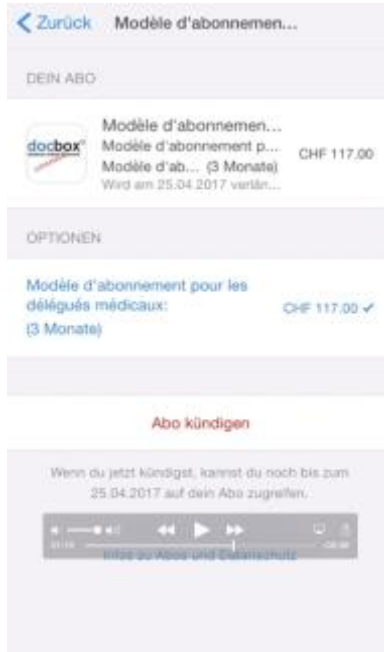 Zurück Modèle d'abonnemen...
DEIN ABO
docbox
Modèle d'abonnemen...
Modèle d'abonnement p...
Modèle d'ab... (3 Monate)
Wird am 25.04.2017 verlän...
CHF 117.00
OPTIONEN
Modèle d'abonnement pour les
délégués médicaux:
(3 Monate)
CHF 117.00
Abo kündigen
Wenn du jetzt kündigst, kannst du noch bis zum
25.04.2017 auf dein Abo zugreifen.
Infos zu Abos und Datenschutz